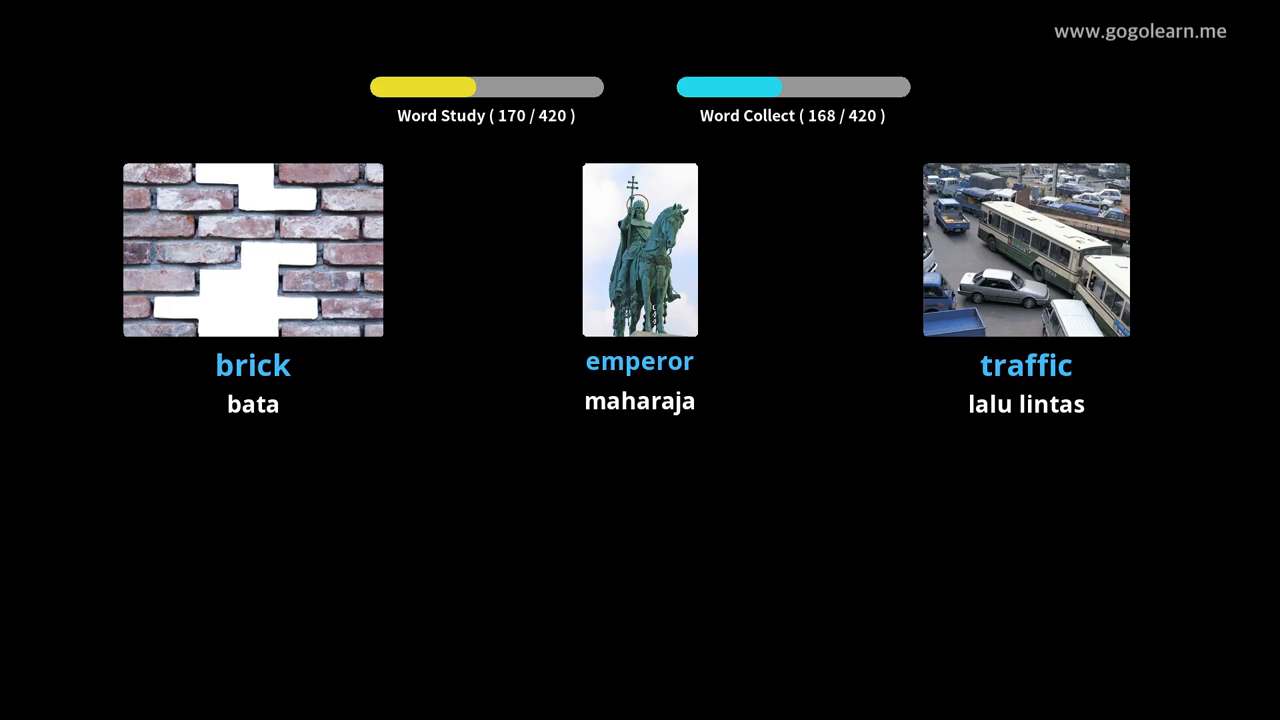 www.gogolearn.me
Word Study ( 170 / 420 )
Word Collect ( 168 / 420 )
brick
bata
emperor
maharaja
traffic
lalu lintas